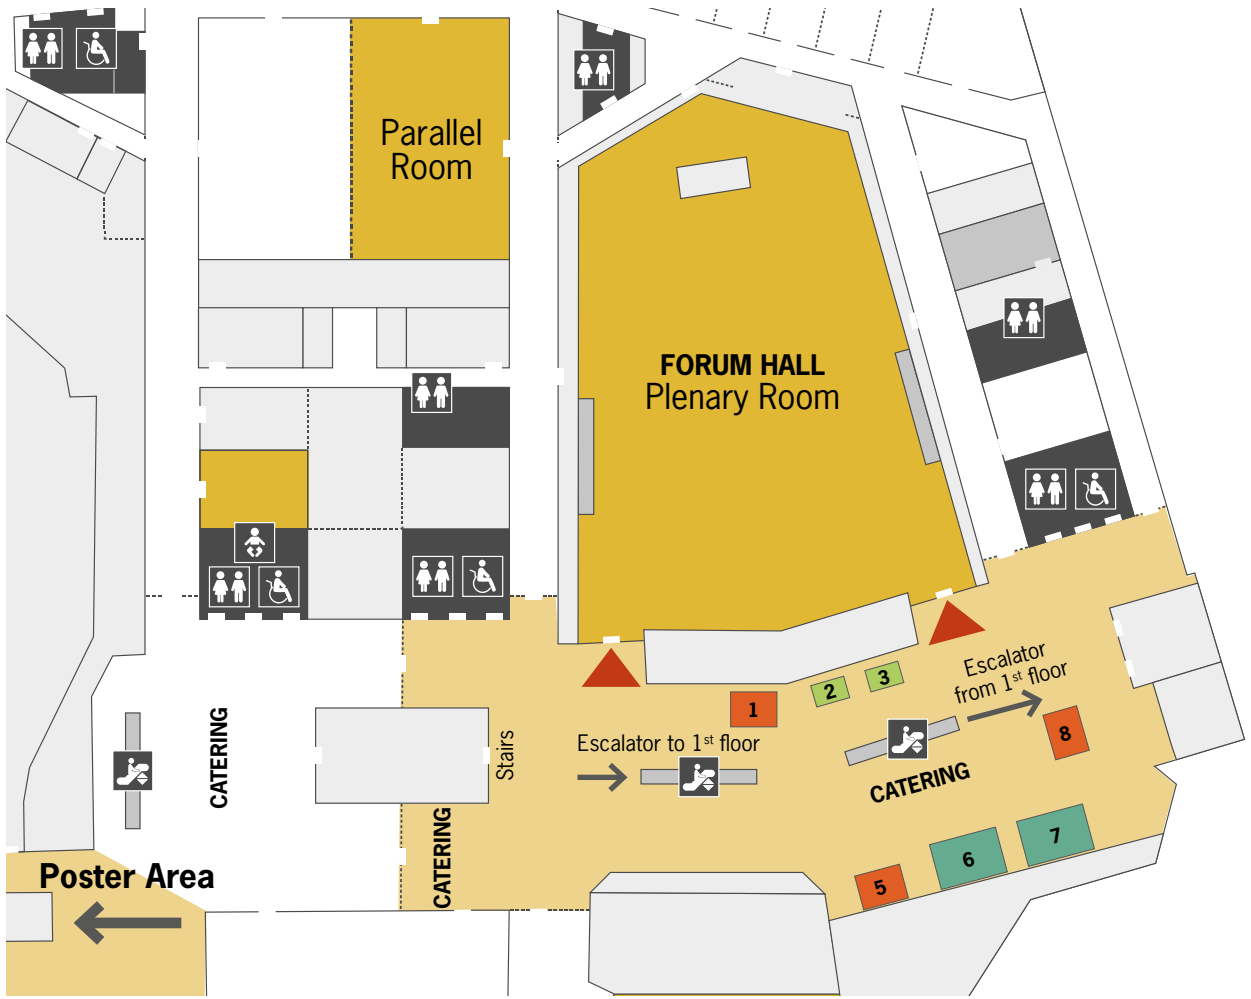 Parallel
Room
FORUM HALL
Plenary Room
Escalator
from 1st floor
1
2
3
8
Escalator to 1st floor
Stairs
CATERING
CATERING
CATERING
5
6
7
Poster Area